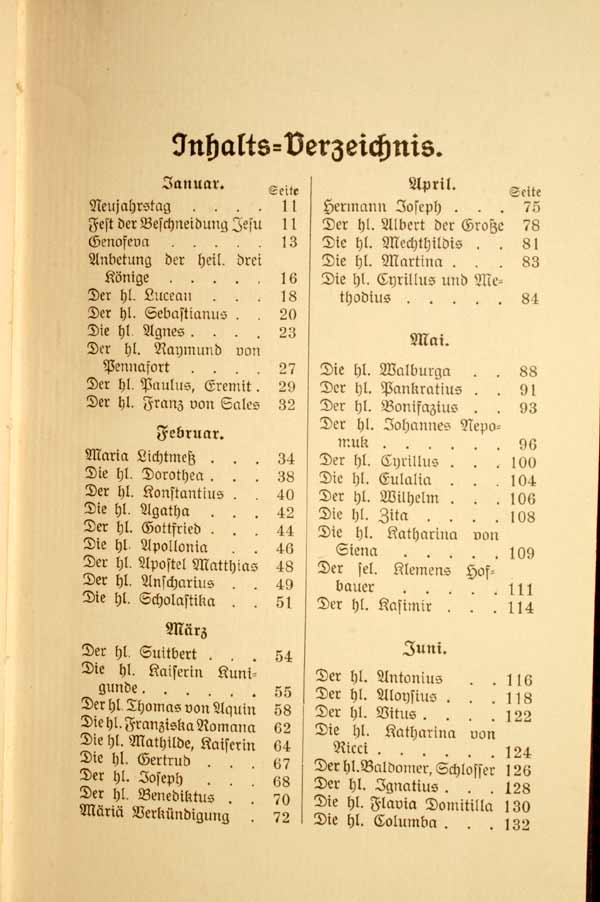 Inhalts=Verzeichnis.
Januar.
Seite
Neujahrstag . . . . 11
Fest der Beschneidung Jesu 11
Genofeva . . . . . 13
Anbetung der heil. drei
Könige . . . . . 16
Der hl. Lucean . . . 18
Der hl. Sebastianus . . 20
Die hl. Agnes . . . . 23
Der hl. Raymund von
Pennafort . . . . 27
Der hl. Paulus, Eremit . 29
Der hl. Franz von Sales 32
Februar.
Maria Lichtmeß . . . 34
Die hl. Dorothea . . . 38
Der hl. Konstantius . . 40
Die hl. Agatha . . . 42
Der hl. Gottfried . . . 44
Die hl. Apollonia . . 46
Der hl. Apostel Matthias 48
Der hl. Anscharius . . 49
Die hl. Scholastika . . 51
März
Der hl. Suitbert . . . 54
Die hl. Kaiserin Kuni-
gunde . . . . . . 55
Der hl. Thomas von Aquin 58
Die hl. Franziska Romana 62
Die hl. Mathilde, Kaiserin 64
Die hl. Gertrud . . . 67
Der hl. Joseph . . . 68
Der hl. Benediktus . . 70
Märiä Verkündigung . 72
April.
Seite
Hermann Joseph . . . 75
Der hl. Albert der Große 78
Die hl. Mechthildis . . 81
Die hl. Martina . . . 83
Die hl. Cyrillus und Me=
thodius . . . . . 84
Mai.
Die hl. Walburga . . 88
Der hl. Pankratius . . 91
Der hl. Bonifazius . . 93
Der hl. Johannes Nepo=
muk . . . . . . 96
Der hl. Cyrillus . . . 100
Die hl. Eulalia . . . 104
Der hl. Wilhelm . . . 106
Die hl. Zita . . . . 108
Die hl. Katharina von
Siena . . . . . 109
Der sel. Klemens Hof=
bauer . . . . . 111
Der hl. Kasimir . . . 114
Juni.
Der hl. Antonius . . 116
Der hl. Aloysius . . . 118
Der hl. Vitus . . . . 122
Die hl. Katharina von
Ricci . . . . . . 124
Der hl. Baldomer, Schlosser 126
Der hl. Ignatius . . . 128
Die hl. Flavia Domitilla 130
Die hl. Columba . . . 132